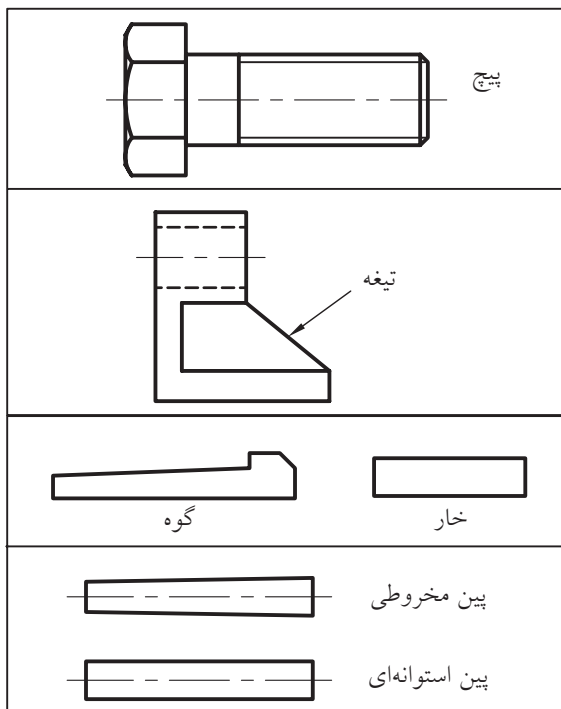 پیچ
تیغه
خار
گوه
پین مخروطی
پین استوانه‌ای